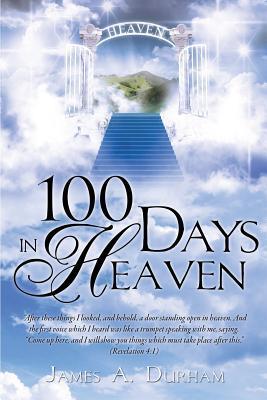 HEAVEN
100 DAYS
IN HEAVEN
After these things I looked, and behold, a door standing open in heaven. And
the first voice which I heard was like a trumpet speaking with me, saying,
"Come up here, and I will show you things which must take place after this."
(Revelation 4:1)
JAMES A. DURHAM